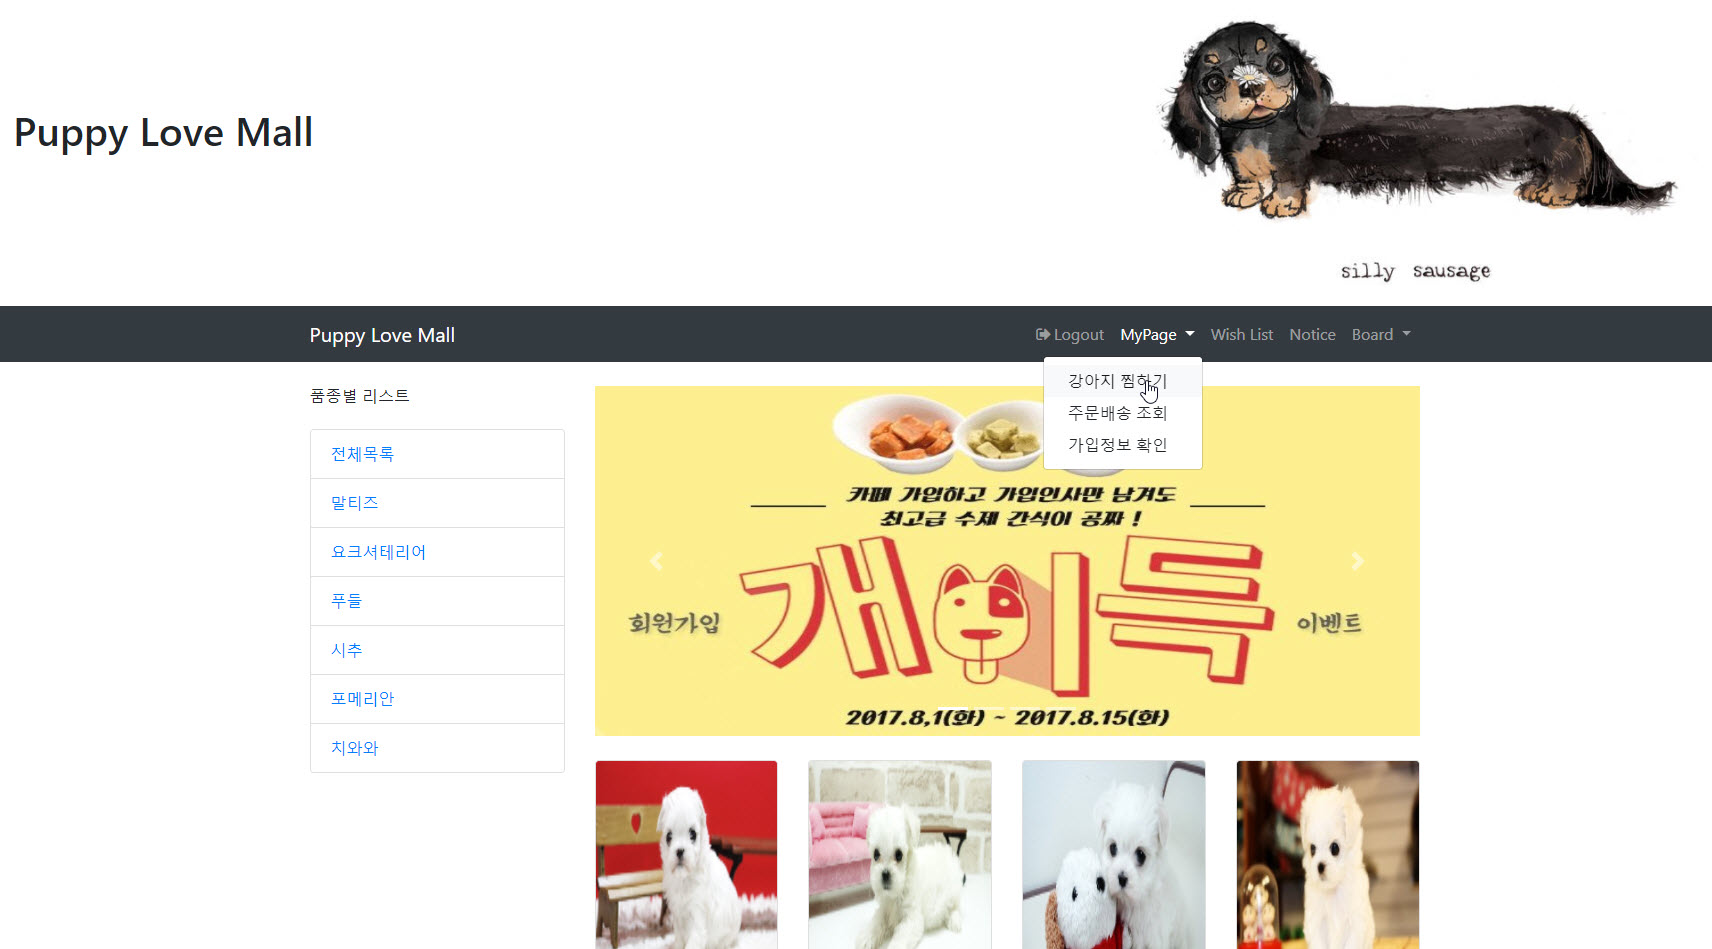 Puppy Love Mall
silly sausage
Puppy Love Mall
Logout MyPage Wish List Notice Board
강아지 찜하기
주문배송 조회
가입정보 확인
품종별 리스트
전체목록
말티즈
요크셔테리어
푸들
시추
포메리안
치와와
카페 가입하고 가입인사만 남겨도
최고급 수제 간식이 공짜 !
회원가입 개이득 이벤트
2017.8,1(화) ~ 2017.8.15(화)